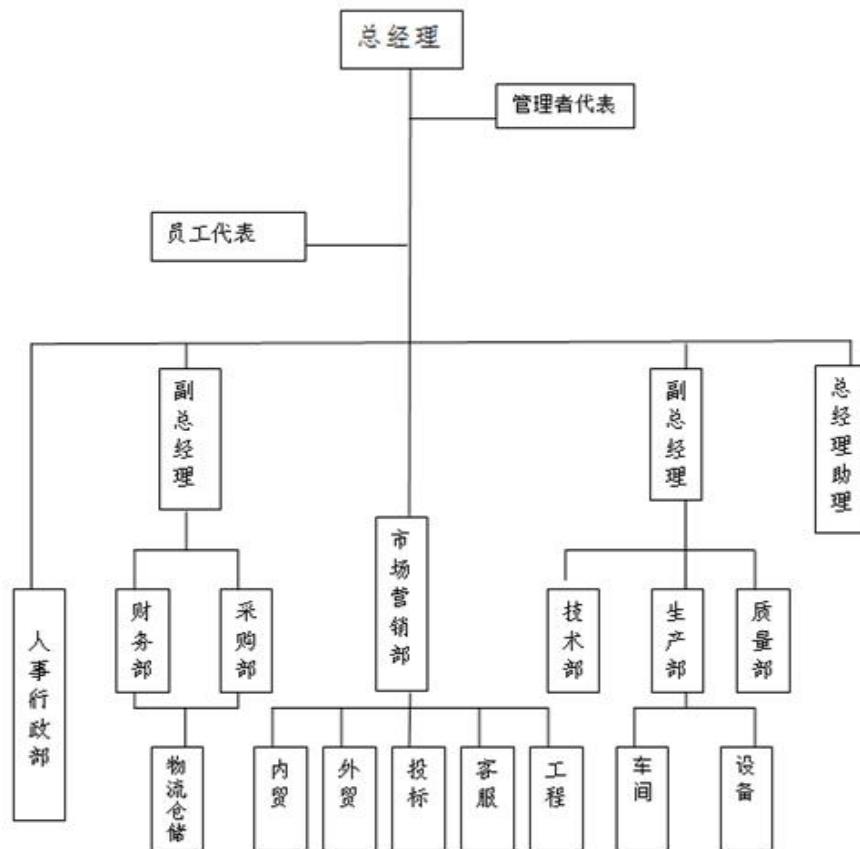 总经理
管理者代表
员工代表
副总经理
副总经理
总经理助理
市场营销部
人事行政部
财务部
采购部
技术部
生产部
质量部
物流仓储
内贸
外贸
投标
客服
工程
车间
设备